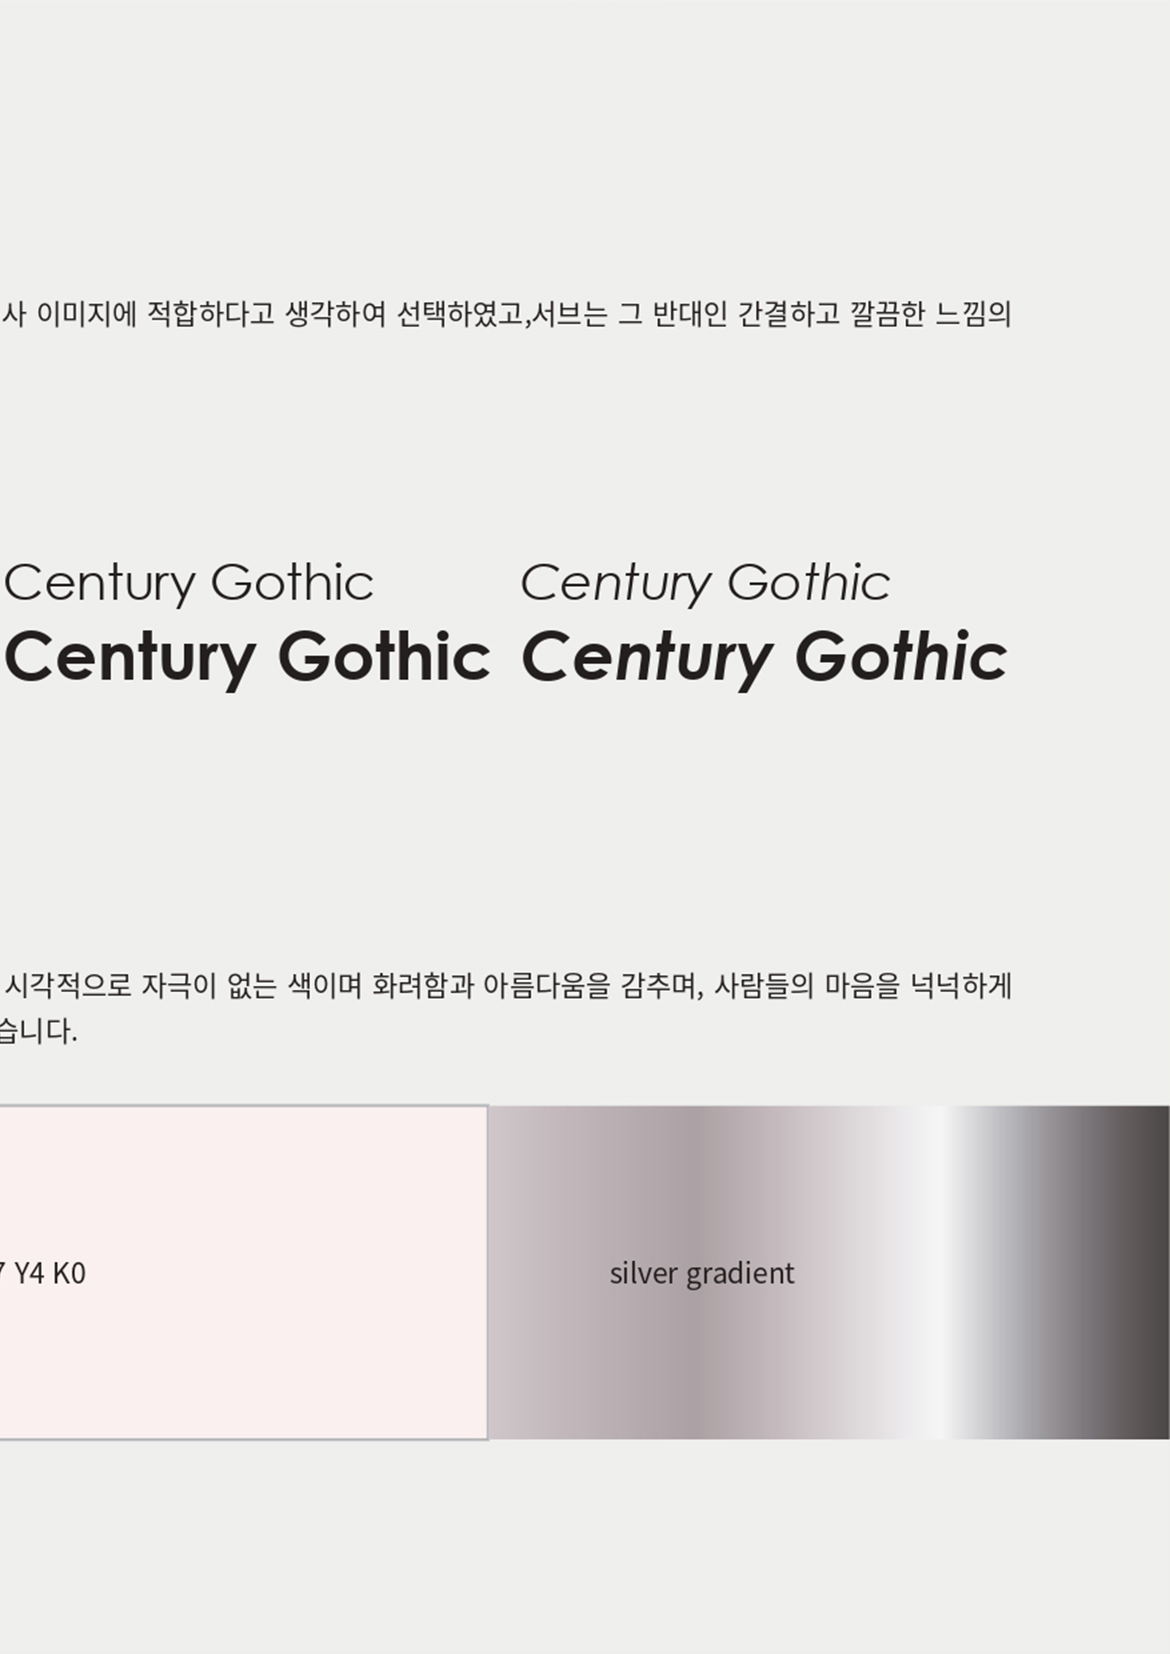 사 이미지에 적합하다고 생각하여 선택하였고,서브는 그 반대인 간결하고 깔끔한 느낌의
Century Gothic Century Gothic
Century Gothic Century Gothic
시각적으로 자극이 없는 색이며 화려함과 아름다움을 감추며, 사람들의 마음을 넉넉하게
습니다.
Y4 K0
silver gradient